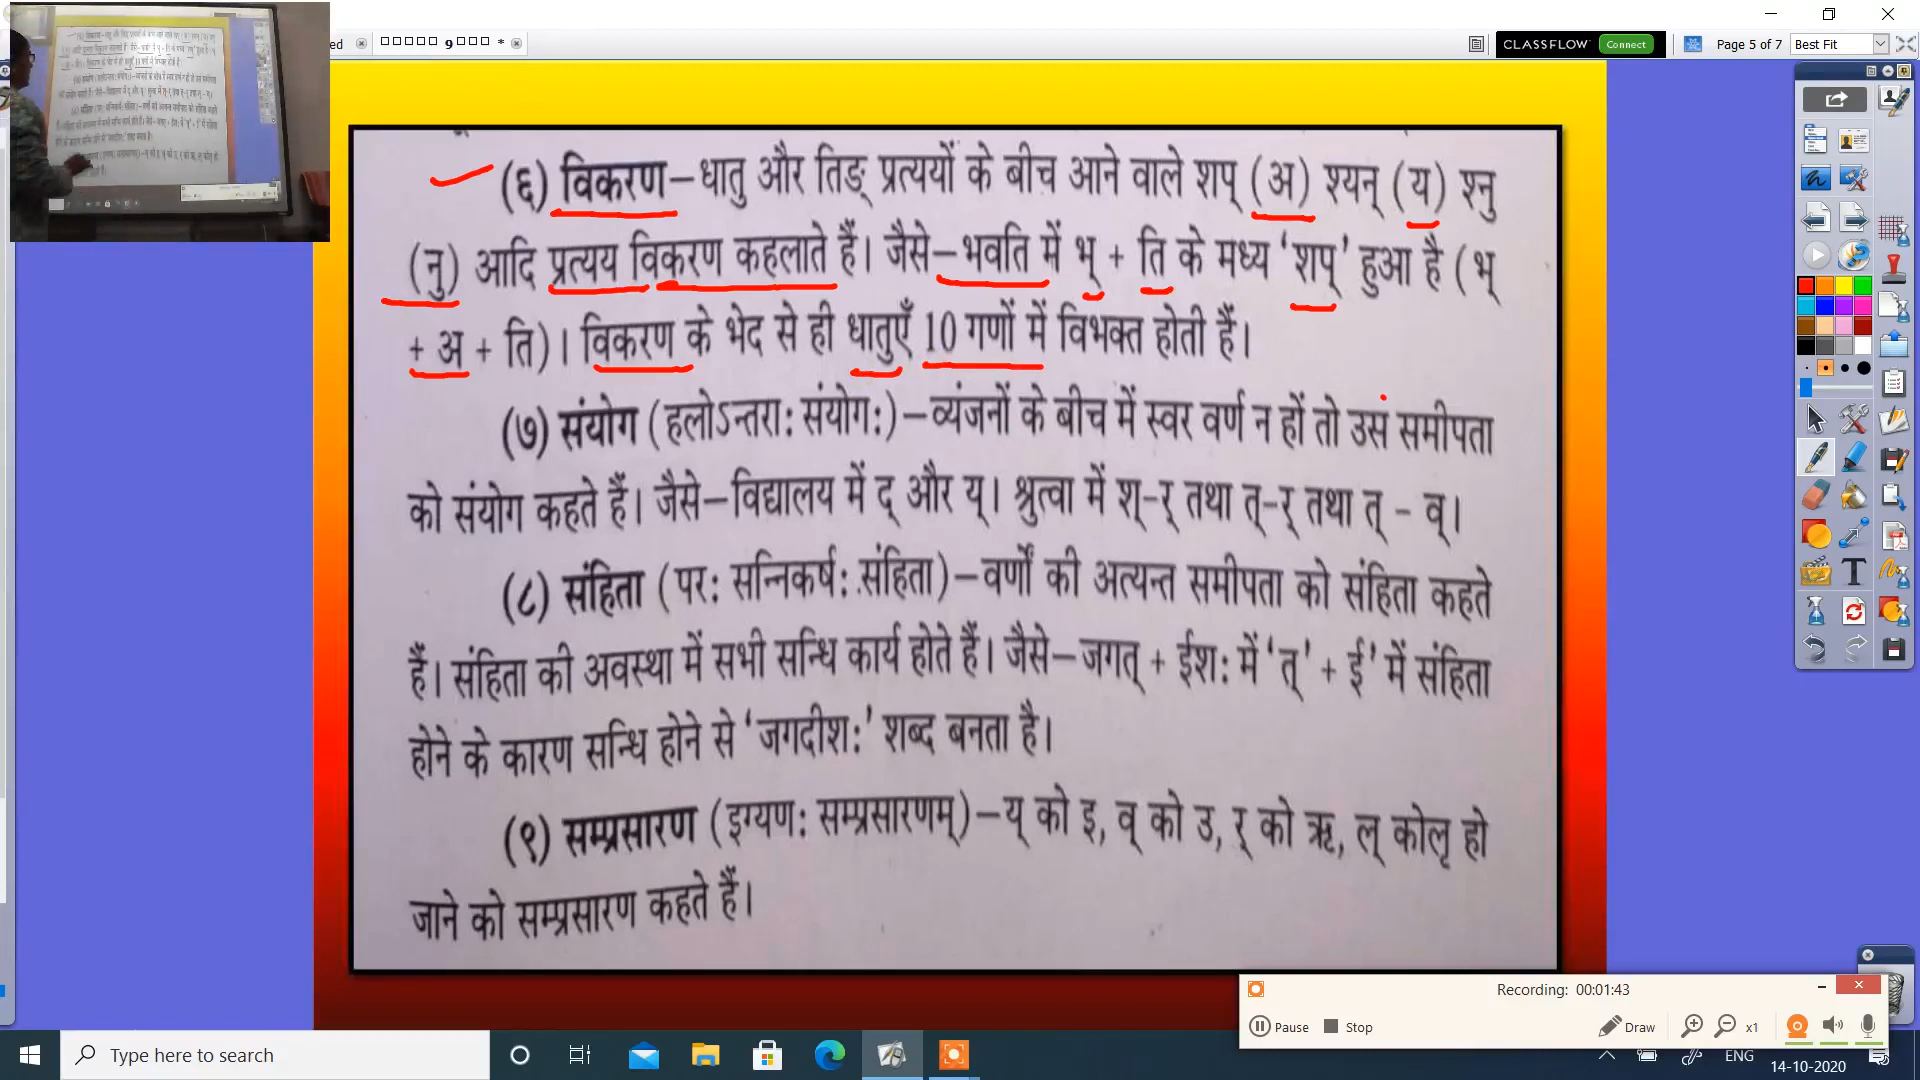 ed
9
*
CLASSFLOW Connect
Page 5 of 7
Best Fit
(६) विकरण–धातु और तिङ् प्रत्ययों के बीच आने वाले शप् (अ) श्यन् (य) श्नु
(नु) आदि प्रत्यय विकरण कहलाते हैं। जैसे–भवति में भ् + ति के मध्य ‘शप्’ हुआ है (भ्
+ अ + ति)। विकरण के भेद से ही धातुएँ 10 गणों में विभक्त होती हैं।
(७) संयोग (हलोऽन्तराः संयोगः)–व्यंजनों के बीच में स्वर वर्ण न हों तो उस समीपता
को संयोग कहते हैं। जैसे–विद्यालय में द् और य्। श्रुत्वा में श्-र् तथा त्-र् तथा त् - व्।
(८) संहिता (परः सन्निकर्षः संहिता)–वर्णों की अत्यन्त समीपता को संहिता कहते
हैं। संहिता की अवस्था में सभी सन्धि कार्य होते हैं। जैसे–जगत् + ईशः में ‘त्’ + ई’ में संहिता
होने के कारण सन्धि होने से ‘जगदीशः’ शब्द बनता है।
(९) सम्प्रसारण (इग्यणः सम्प्रसारणम्)–य् को इ, व् को उ, र् को ऋ, ल् कोलृ हो
जाने को सम्प्रसारण कहते हैं।
Recording: 00:01:43
Pause Stop Draw x1
Type here to search
ENG
14-10-2020